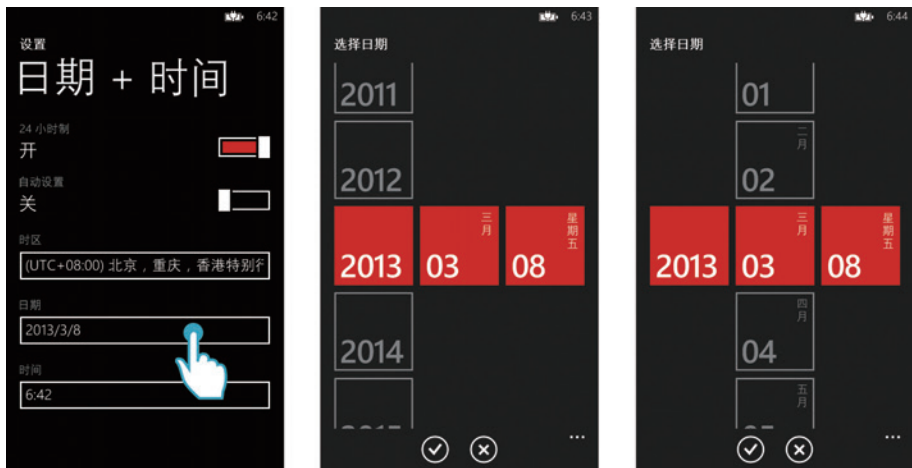 6:42
设置
日期 + 时间
24 小时制
开
自动设置
关
时区
(UTC+08:00) 北京，重庆，香港特别行
日期
2013/3/8
时间
6:42
6:43
选择日期
2011
2012
2013
三月
03
星期五
08
2014
2015
6:44
选择日期
01
二月
02
2013
三月
03
星期五
08
四月
04
五月
05